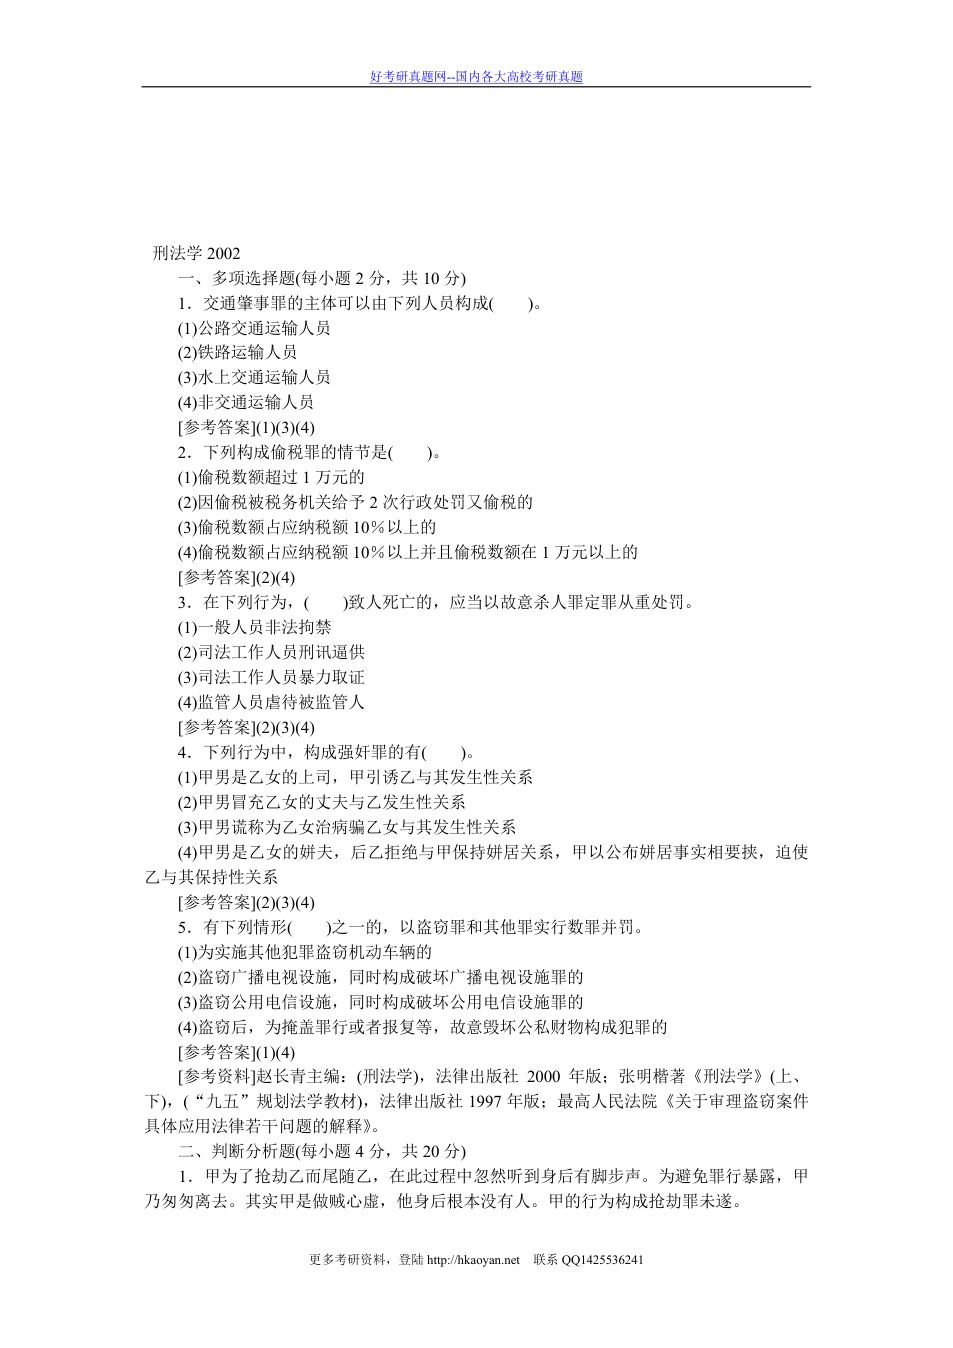 好考研真题网--国内各大高校考研真题
刑法学 2002
一、多项选择题(每小题 2 分，共 10 分)
1．交通肇事罪的主体可以由下列人员构成(　　)。
(1)公路交通运输人员
(2)铁路运输人员
(3)水上交通运输人员
(4)非交通运输人员
[参考答案](1)(3)(4)
2．下列构成偷税罪的情节是(　　)。
(1)偷税数额超过 1 万元的
(2)因偷税被税务机关给予 2 次行政处罚又偷税的
(3)偷税数额占应纳税额 10％以上的
(4)偷税数额占应纳税额 10％以上并且偷税数额在 1 万元以上的
[参考答案](2)(4)
3．在下列行为，(　　)致人死亡的，应当以故意杀人罪定罪从重处罚。
(1)一般人员非法拘禁
(2)司法工作人员刑讯逼供
(3)司法工作人员暴力取证
(4)监管人员虐待被监管人
[参考答案](2)(3)(4)
4．下列行为中，构成强奸罪的有(　　)。
(1)甲男是乙女的上司，甲引诱乙与其发生性关系
(2)甲男冒充乙女的丈夫与乙发生性关系
(3)甲男谎称为乙女治病骗乙女与其发生性关系
(4)甲男是乙女的姘夫，后乙拒绝与甲保持姘居关系，甲以公布姘居事实相要挟，迫使
乙与其保持性关系
[参考答案](2)(3)(4)
5．有下列情形(　　)之一的，以盗窃罪和其他罪实行数罪并罚。
(1)为实施其他犯罪盗窃机动车辆的
(2)盗窃广播电视设施，同时构成破坏广播电视设施罪的
(3)盗窃公用电信设施，同时构成破坏公用电信设施罪的
(4)盗窃后，为掩盖罪行或者报复等，故意毁坏公私财物构成犯罪的
[参考答案](1)(4)
[参考资料]赵长青主编：(刑法学)，法律出版社 2000 年版；张明楷著《刑法学》(上、
下)，(“九五”规划法学教材)，法律出版社 1997 年版；最高人民法院《关于审理盗窃案件
具体应用法律若干问题的解释》。
二、判断分析题(每小题 4 分，共 20 分)
1．甲为了抢劫乙而尾随乙，在此过程中忽然听到身后有脚步声。为避免罪行暴露，甲
乃匆匆离去。其实甲是做贼心虚，他身后根本没有人。甲的行为构成抢劫罪未遂。
更多考研资料，登陆 http://hkaoyan.net　联系 QQ1425536241